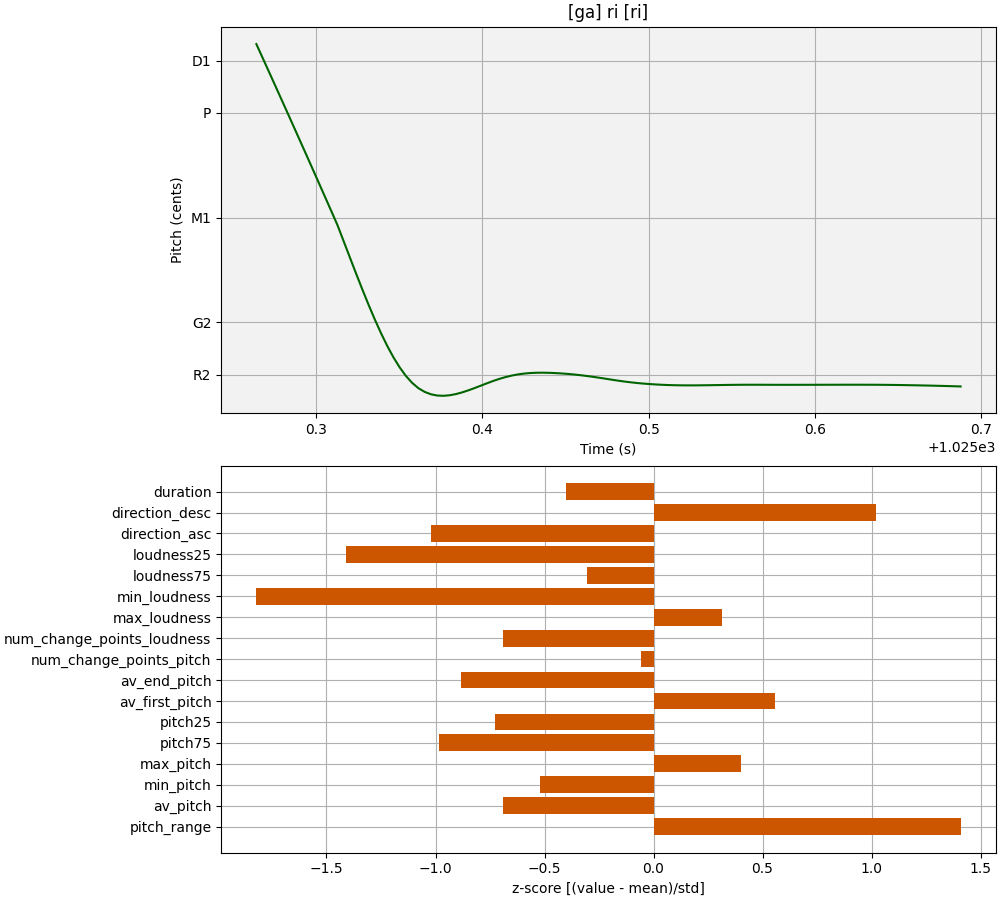 [ga] ri [ri]
D1
P
M1
G2
R2
Pitch (cents)
0.3 0.4 0.5 0.6 0.7
Time (s)
+1.025e3
duration
direction_desc
direction_asc
loudness25
loudness75
min_loudness
max_loudness
num_change_points_loudness
num_change_points_pitch
av_end_pitch
av_first_pitch
pitch25
pitch75
max_pitch
min_pitch
av_pitch
pitch_range
−1.5 −1.0 −0.5 0.0 0.5 1.0 1.5
z-score [(value - mean)/std]